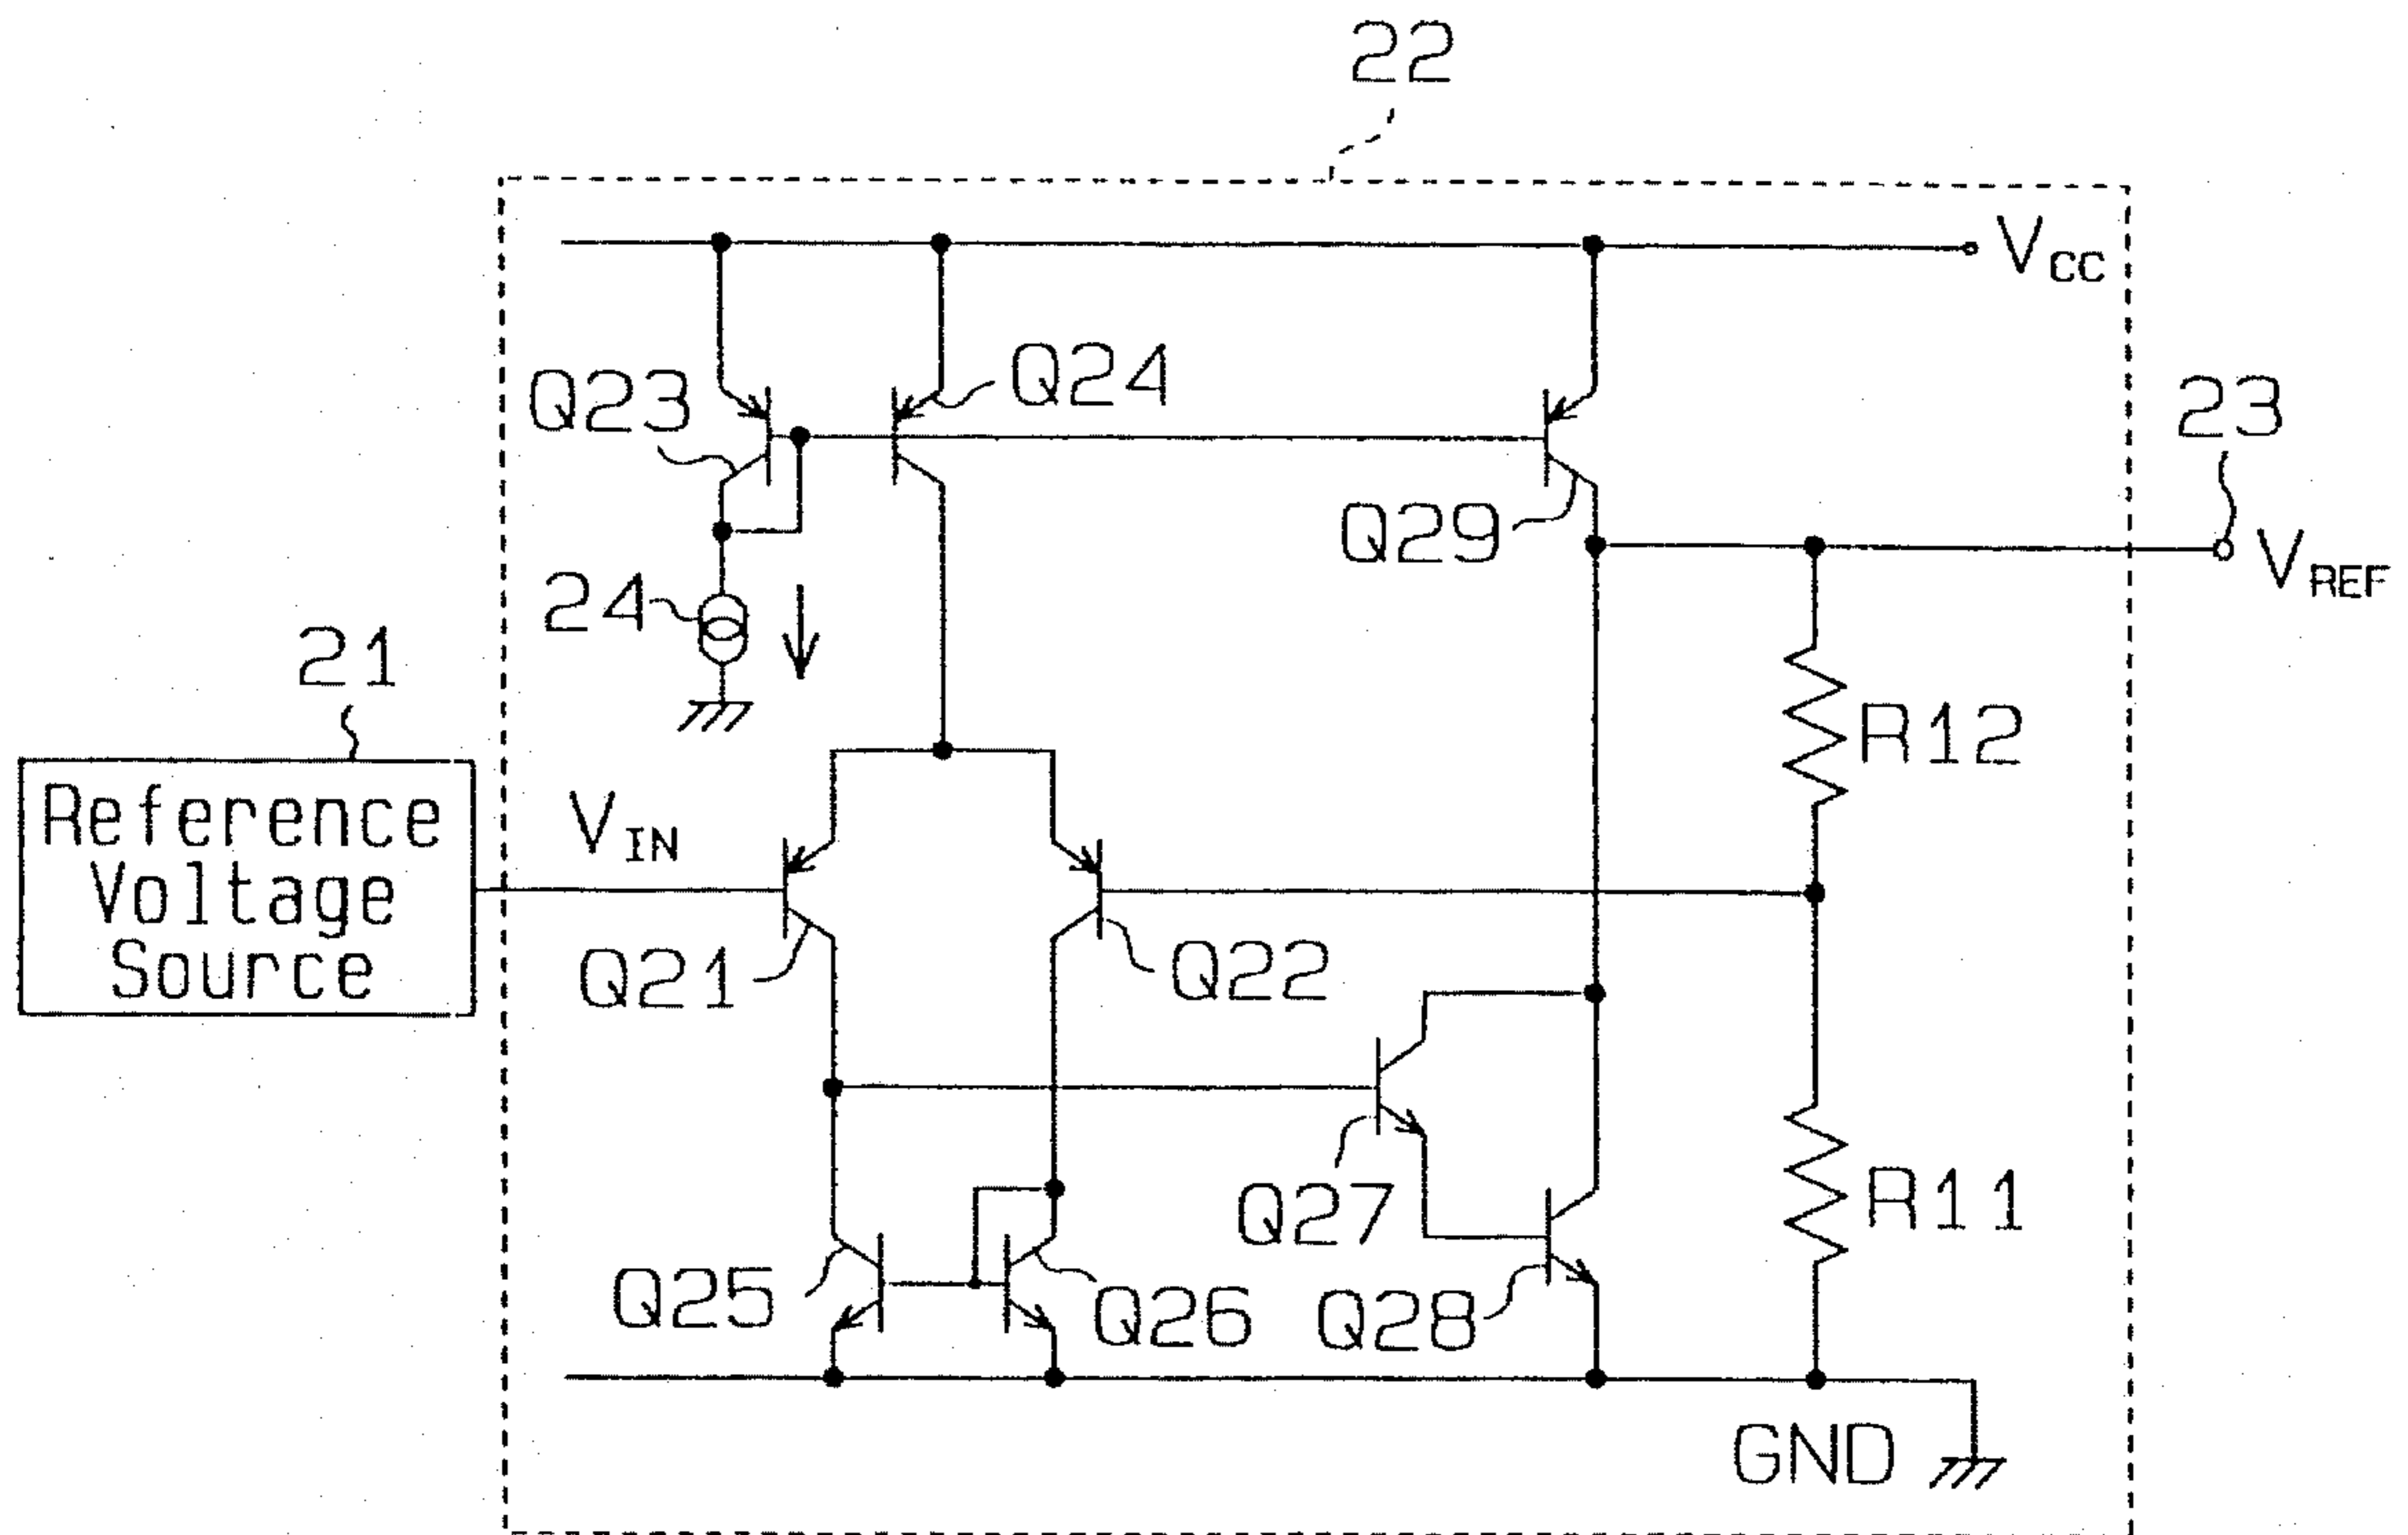 22
VCC
Q23
Q24
23
Q29
VREF
24
21
R12
Reference
Voltage
Source
VIN
Q21
Q22
R11
Q27
Q25
Q26
Q28
GND